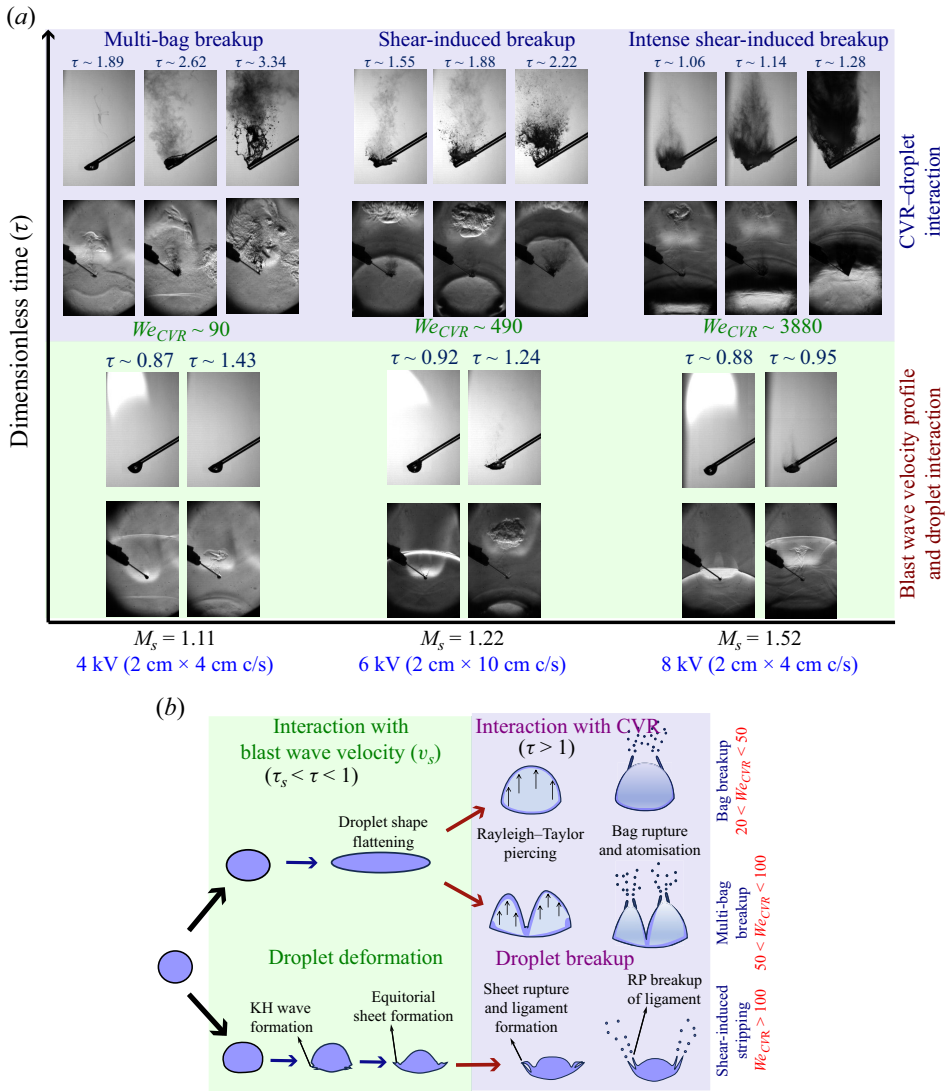 (a)
Multi-bag breakup
Shear-induced breakup
Intense shear-induced breakup
τ ~ 1.89
τ ~ 2.62
τ ~ 3.34
τ ~ 1.55
τ ~ 1.88
τ ~ 2.22
τ ~ 1.06
τ ~ 1.14
τ ~ 1.28
CVR–droplet
interaction
Dimensionless time (τ)
We_CVR ~ 90
We_CVR ~ 490
We_CVR ~ 3880
τ ~ 0.87
τ ~ 1.43
τ ~ 0.92
τ ~ 1.24
τ ~ 0.88
τ ~ 0.95
Blast wave velocity profile
and droplet interaction
M_s = 1.11
M_s = 1.22
M_s = 1.52
4 kV (2 cm × 4 cm c/s)
6 kV (2 cm × 10 cm c/s)
8 kV (2 cm × 4 cm c/s)
(b)
Interaction with
blast wave velocity (v_s)
(τ_s < τ < 1)
Interaction with CVR
(τ > 1)
Droplet shape
flattening
Rayleigh–Taylor
piercing
Bag rupture
and atomisation
Bag breakup
20 < We_CVR < 50
Multi-bag
breakup
50 < We_CVR < 100
Droplet deformation
Droplet breakup
KH wave
formation
Equitorial
sheet formation
Sheet rupture
and ligament
formation
RP breakup
of ligament
Shear-induced
stripping
We_CVR > 100